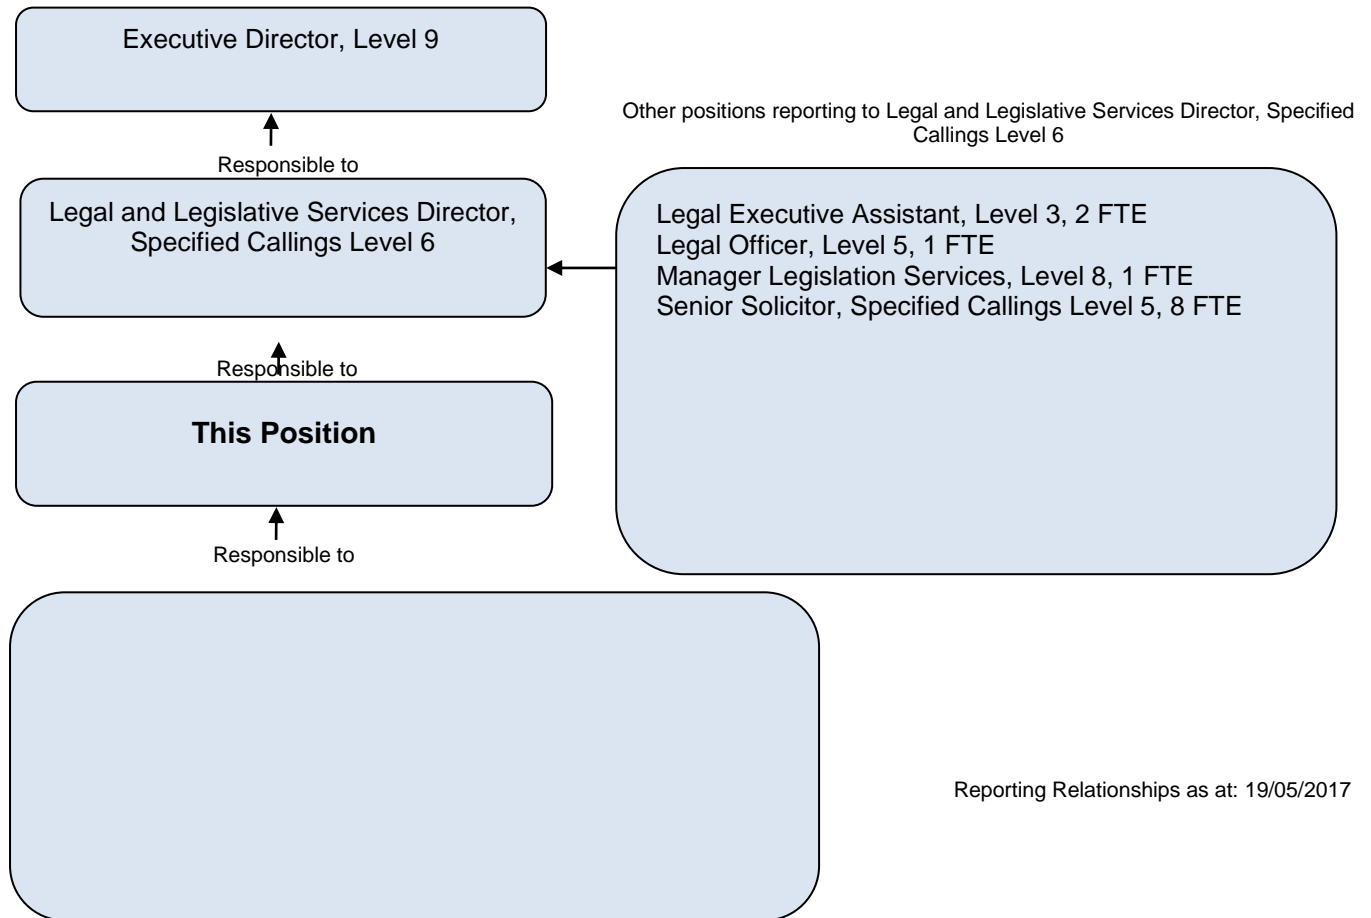 Executive Director, Level 9
Responsible to
Legal and Legislative Services Director,
Specified Callings Level 6
Responsible to
This Position
Responsible to
Other positions reporting to Legal and Legislative Services Director, Specified
Callings Level 6
Legal Executive Assistant, Level 3, 2 FTE
Legal Officer, Level 5, 1 FTE
Manager Legislation Services, Level 8, 1 FTE
Senior Solicitor, Specified Callings Level 5, 8 FTE
Reporting Relationships as at: 19/05/2017